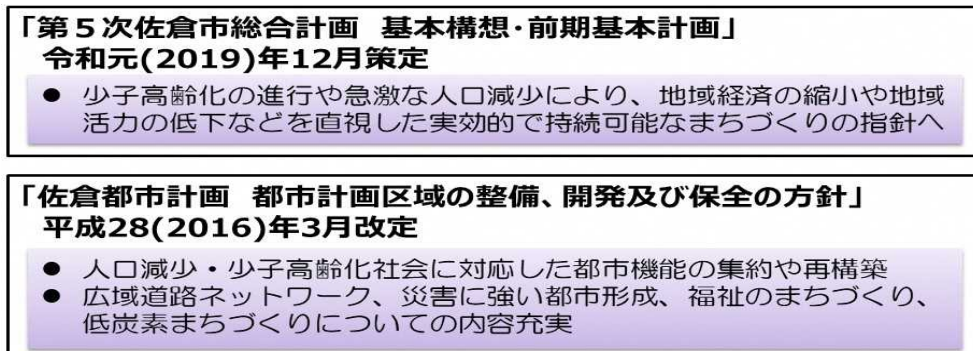 「第5次佐倉市総合計画 基本構想・前期基本計画」
令和元(2019)年12月策定
● 少子高齢化の進行や急激な人口減少により、地域経済の縮小や地域
活力の低下などを直視した実効的で持続可能なまちづくりの指針へ
「佐倉都市計画 都市計画区域の整備、開発及び保全の方針」
平成28(2016)年3月改定
● 人口減少・少子高齢化社会に対応した都市機能の集約や再構築
● 広域道路ネットワーク、災害に強い都市形成、福祉のまちづくり、
低炭素まちづくりについての内容充実